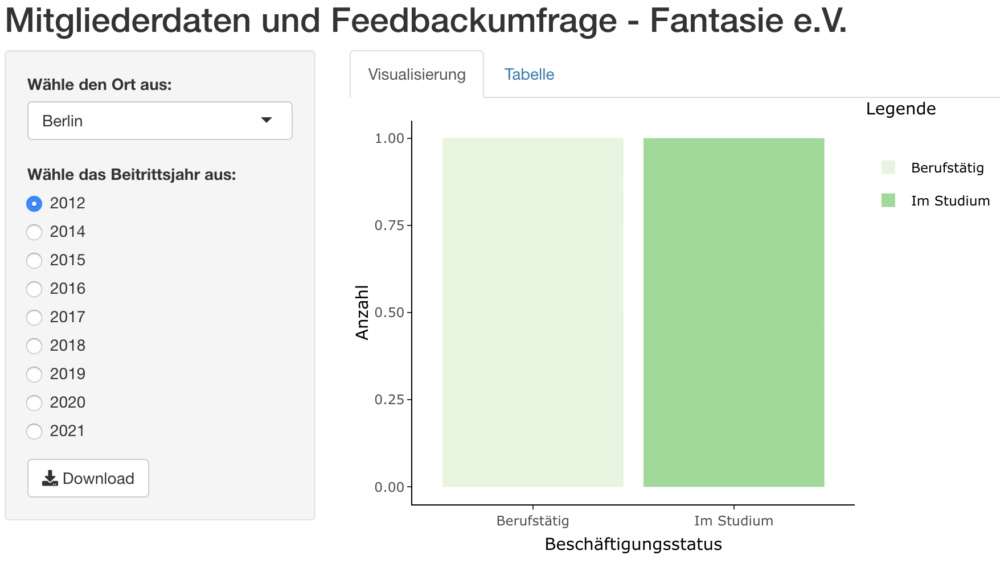 Mitgliederdaten und Feedbackumfrage - Fantasie e.V.
Wähle den Ort aus:
Berlin
Wähle das Beitrittsjahr aus:
2012
2014
2015
2016
2017
2018
2019
2020
2021
Download
Visualisierung
Tabelle
Legende
Berufstätig
Im Studium
Anzahl
1.00
0.75
0.50
0.25
0.00
Berufstätig
Im Studium
Beschäftigungsstatus